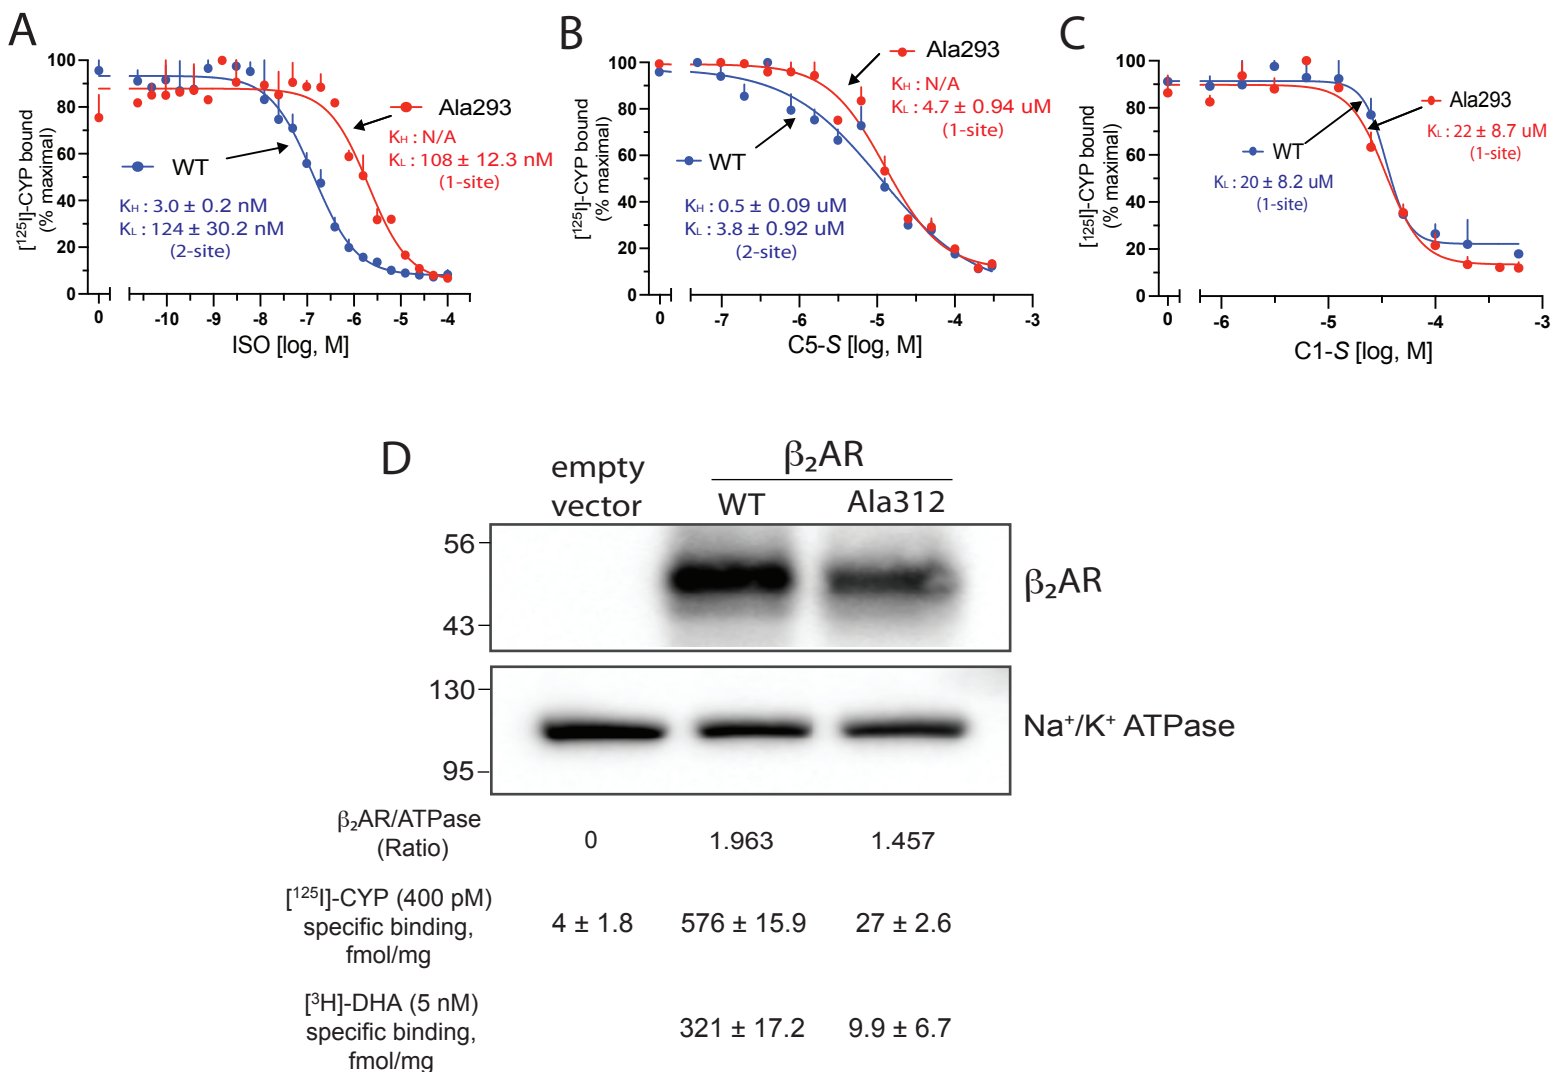 A
[125I]-CYP bound
(% maximal)
100
80
60
40
20
0
Ala293
KH : N/A
KL : 108 ± 12.3 nM
(1-site)
WT
KH : 3.0 ± 0.2 nM
KL : 124 ± 30.2 nM
(2-site)
0 -10 -9 -8 -7 -6 -5 -4
ISO [log, M]
B
[125I]-CYP bound
(% maximal)
100
80
60
40
20
0
Ala293
KH : N/A
KL : 4.7 ± 0.94 uM
(1-site)
WT
KH : 0.5 ± 0.09 uM
KL : 3.8 ± 0.92 uM
(2-site)
0 -7 -6 -5 -4 -3
C5-S [log, M]
C
[125I]-CYP bound
(% maximal)
100
80
60
40
20
0
Ala293
KL : 22 ± 8.7 uM
(1-site)
WT
KL : 20 ± 8.2 uM
(1-site)
0 -6 -5 -4 -3
C1-S [log, M]
D
empty
vector
β₂AR
WT Ala312
56
43
β₂AR
130
95
Na⁺/K⁺ ATPase
β₂AR/ATPase
(Ratio)
0 1.963 1.457
[¹²⁵I]-CYP (400 pM)
specific binding,
fmol/mg
4 ± 1.8 576 ± 15.9 27 ± 2.6
[³H]-DHA (5 nM)
specific binding,
fmol/mg
321 ± 17.2 9.9 ± 6.7